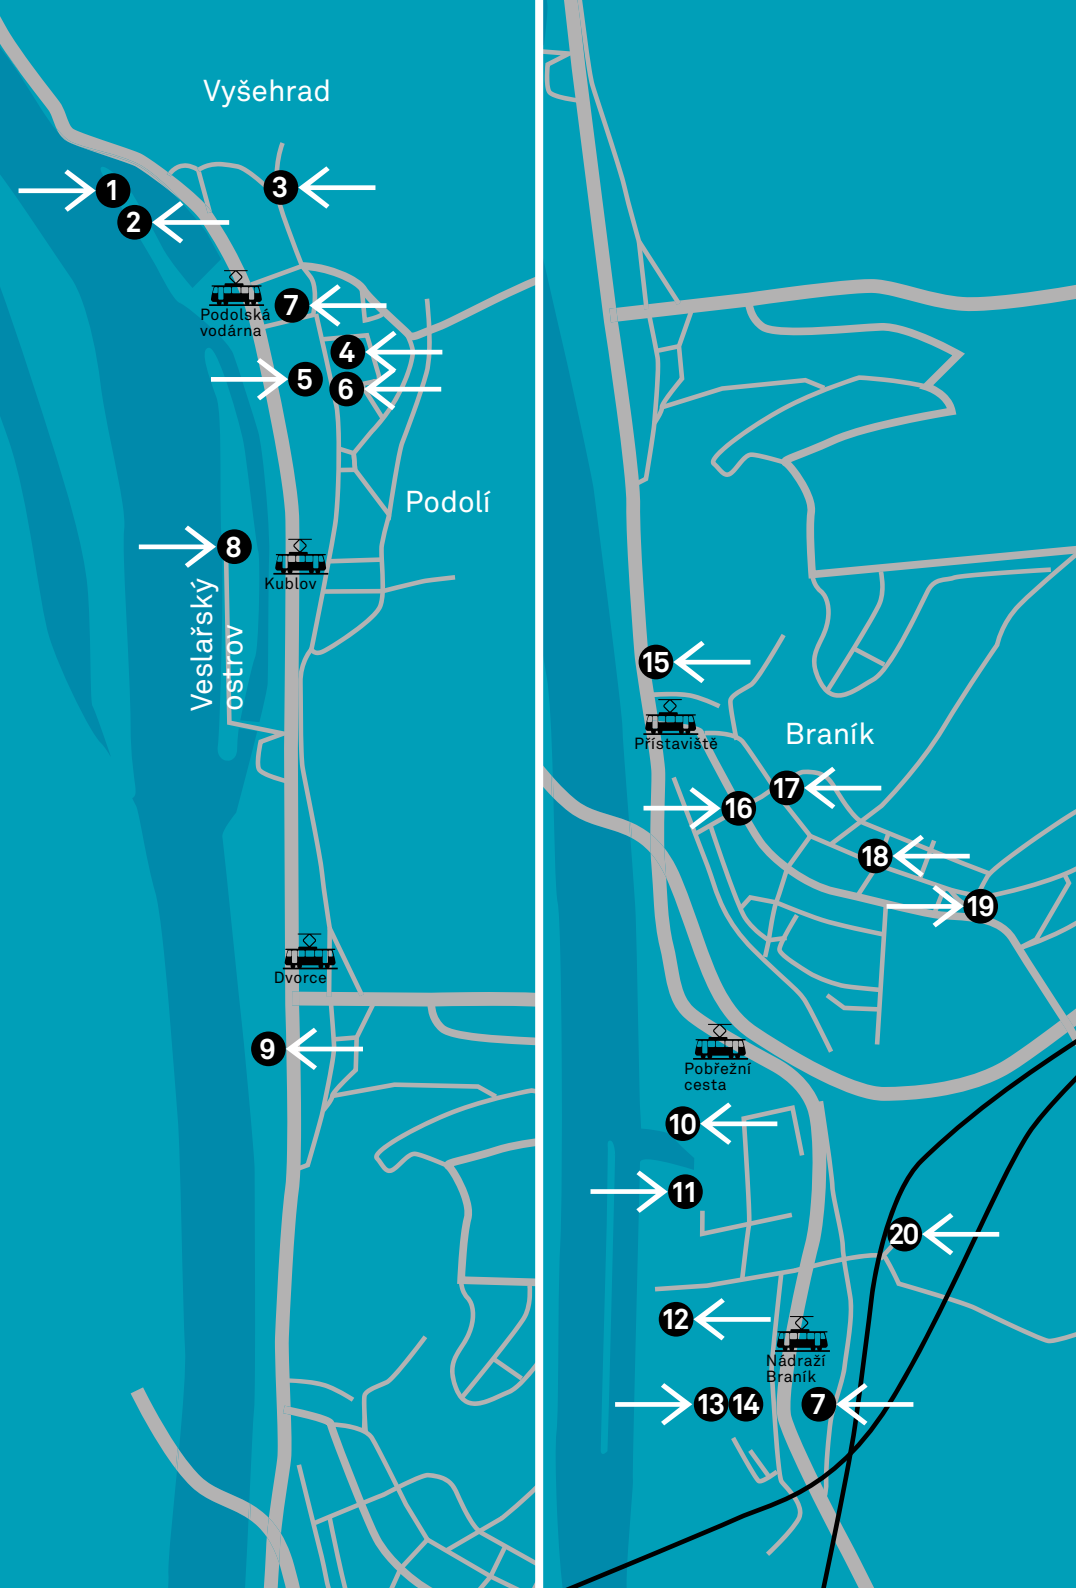 Vyšehrad
1
2
3
Podolská
vodárna
7
4
5
6
Podolí
8
Kublov
Veslařský
ostrov
Dvorce
9
15
Přístaviště
Braník
17
16
18
19
Pobřežní
cesta
10
11
20
12
Nádraží
Braník
13 14
7